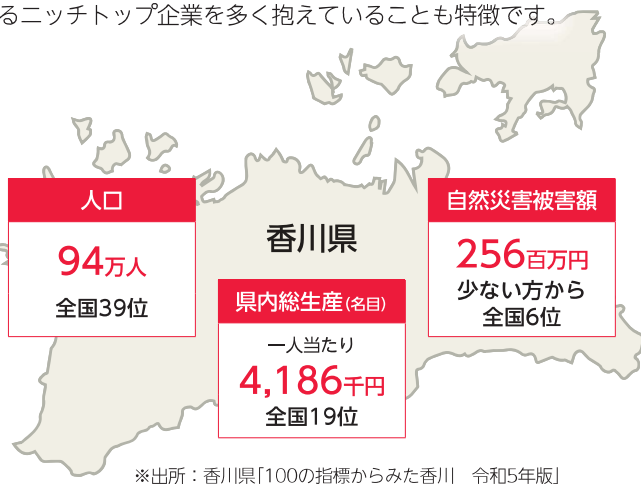 るニッチトップ企業を多く抱えていることも特徴です。
人口
94万人
全国39位
香川県
県内総生産(名目)
一人当たり
4,186千円
全国19位
自然災害被害額
256百万円
少ない方から
全国6位
※出所：香川県「100の指標からみた香川　令和5年版」